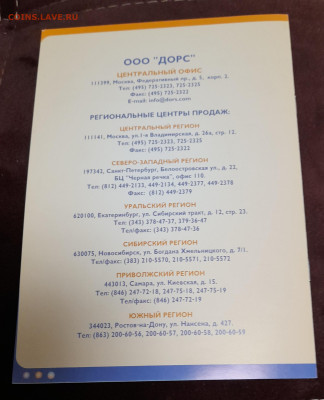 COINS.LAVE.RU
ООО "ДОРС"
ЦЕНТРАЛЬНЫЙ ОФИС
111399, Москва, Федеративный пр., 5, корп. 2.
Тел: (495) 725-2323, 725-2325
Факс: (495) 725-2322
E-mail: info@dors.com
РЕГИОНАЛЬНЫЕ ЦЕНТРЫ ПРОДАЖ:
ЦЕНТРАЛЬНЫЙ РЕГИОН
111141, Москва, ул.1-я Владимирская, д. 26а, стр. 12.
Тел: (495) 725-2323, 725-2325
Факс: (495) 725-2322
СЕВЕРО-ЗАПАДНЫЙ РЕГИОН
197342, Санкт-Петербург, Белоостровская ул., д. 22,
БЦ "Черная речка", офис 119.
Тел: (812) 449-2133, 449-2134, 449-2377, 449-2378
Факс: (812) 449-2379
УРАЛЬСКИЙ РЕГИОН
620100, Екатеринбург, ул. Сибирский тракт, д. 12, стр. 23.
Тел: (343) 378-47-37, 379-26-47
Тел/факс: (343) 378-47-36
СИБИРСКИЙ РЕГИОН
630075, Новосибирск, ул. Богдана Хмельницкого, д. 2/1.
Тел/факс: (383) 210-5570, 210-5571, 210-5572
ПРИВОЛЖСКИЙ РЕГИОН
443013, Самара, ул. Киевская, д. 15.
Тел: (846) 247-72-18, 247-75-18, 247-75-19
Тел/факс: (846) 247-72-19
ЮЖНЫЙ РЕГИОН
344023, Ростов-на-Дону, ул. Нансена, д. 427.
Тел: (863) 200-60-56, 200-60-57, 200-60-58, 200-60-59